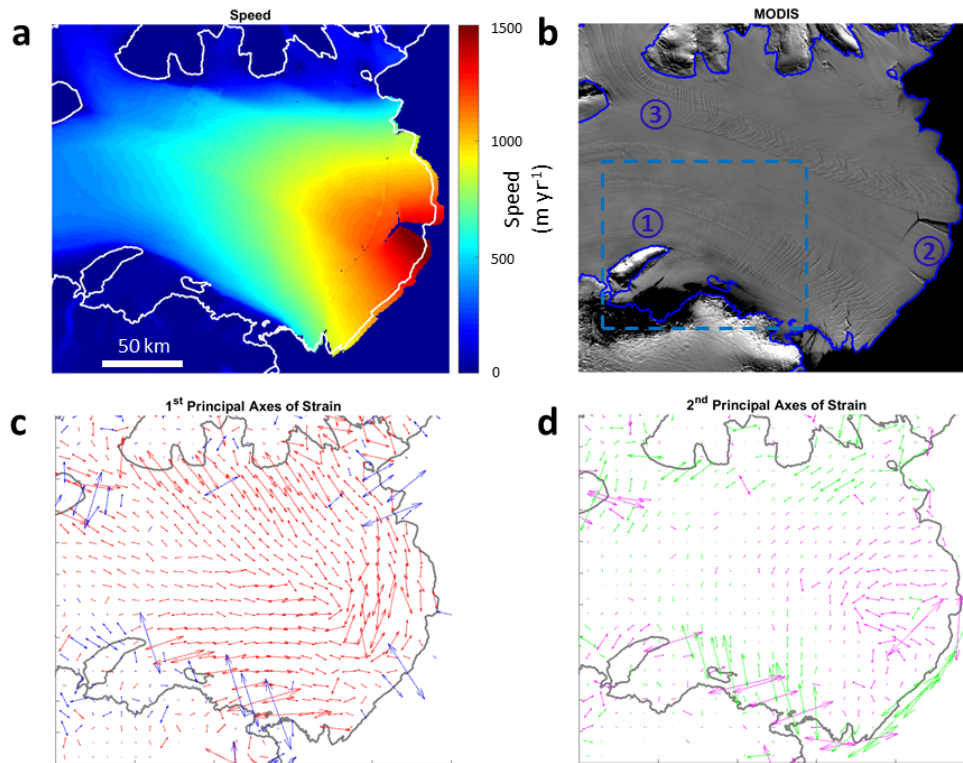 a
Speed
1500
1000
500
0
Speed
(m yr⁻¹)
50 km
b
MODIS
③
①
②
c
1st Principal Axes of Strain
d
2nd Principal Axes of Strain